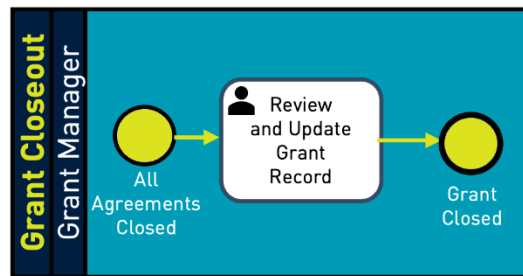 Grant Closeout
Grant Manager
All
Agreements
Closed
Review
and Update
Grant
Record
Grant
Closed